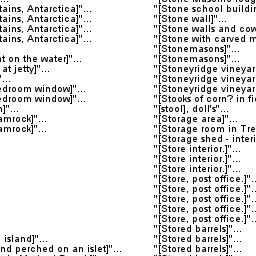 tains, Antarctica]"...
tains, Antarctica]"...
tains, Antarctica]"...
tains, Antarctica]"...
nt on the water]"...
at jetty]"...
"...
edroom window]"...
edroom window]"...
n]"...
amrock]"...
amrock]"...
island]"...
nd perched on an islet]"...
"[Stone school buildin
"[Stone wall]"...
"[Stone walls and cow
"[Stone with carved m
"[Stonemasons]"...
"[Stonemasons]"...
"[Stoneyridge vineyar
"[Stoneyridge vineyar
"[Stoneyridge vineyar
"[Stooks of corn? in fi
"[stool], doll's"...
"[Storage area]"...
"[Storage room in Tre
"[Storage shed - interi
"[Store interior.]"...
"[Store interior.]"...
"[Store interior.]"...
"[Store, post office.]"...
"[Store, post office.]"...
"[Store, post office.]"...
"[Store, post office.]"...
"[Store, post office.]"...
"[Stored barrels]"...
"[Stored barrels]"...
"[Stored barrels]"...